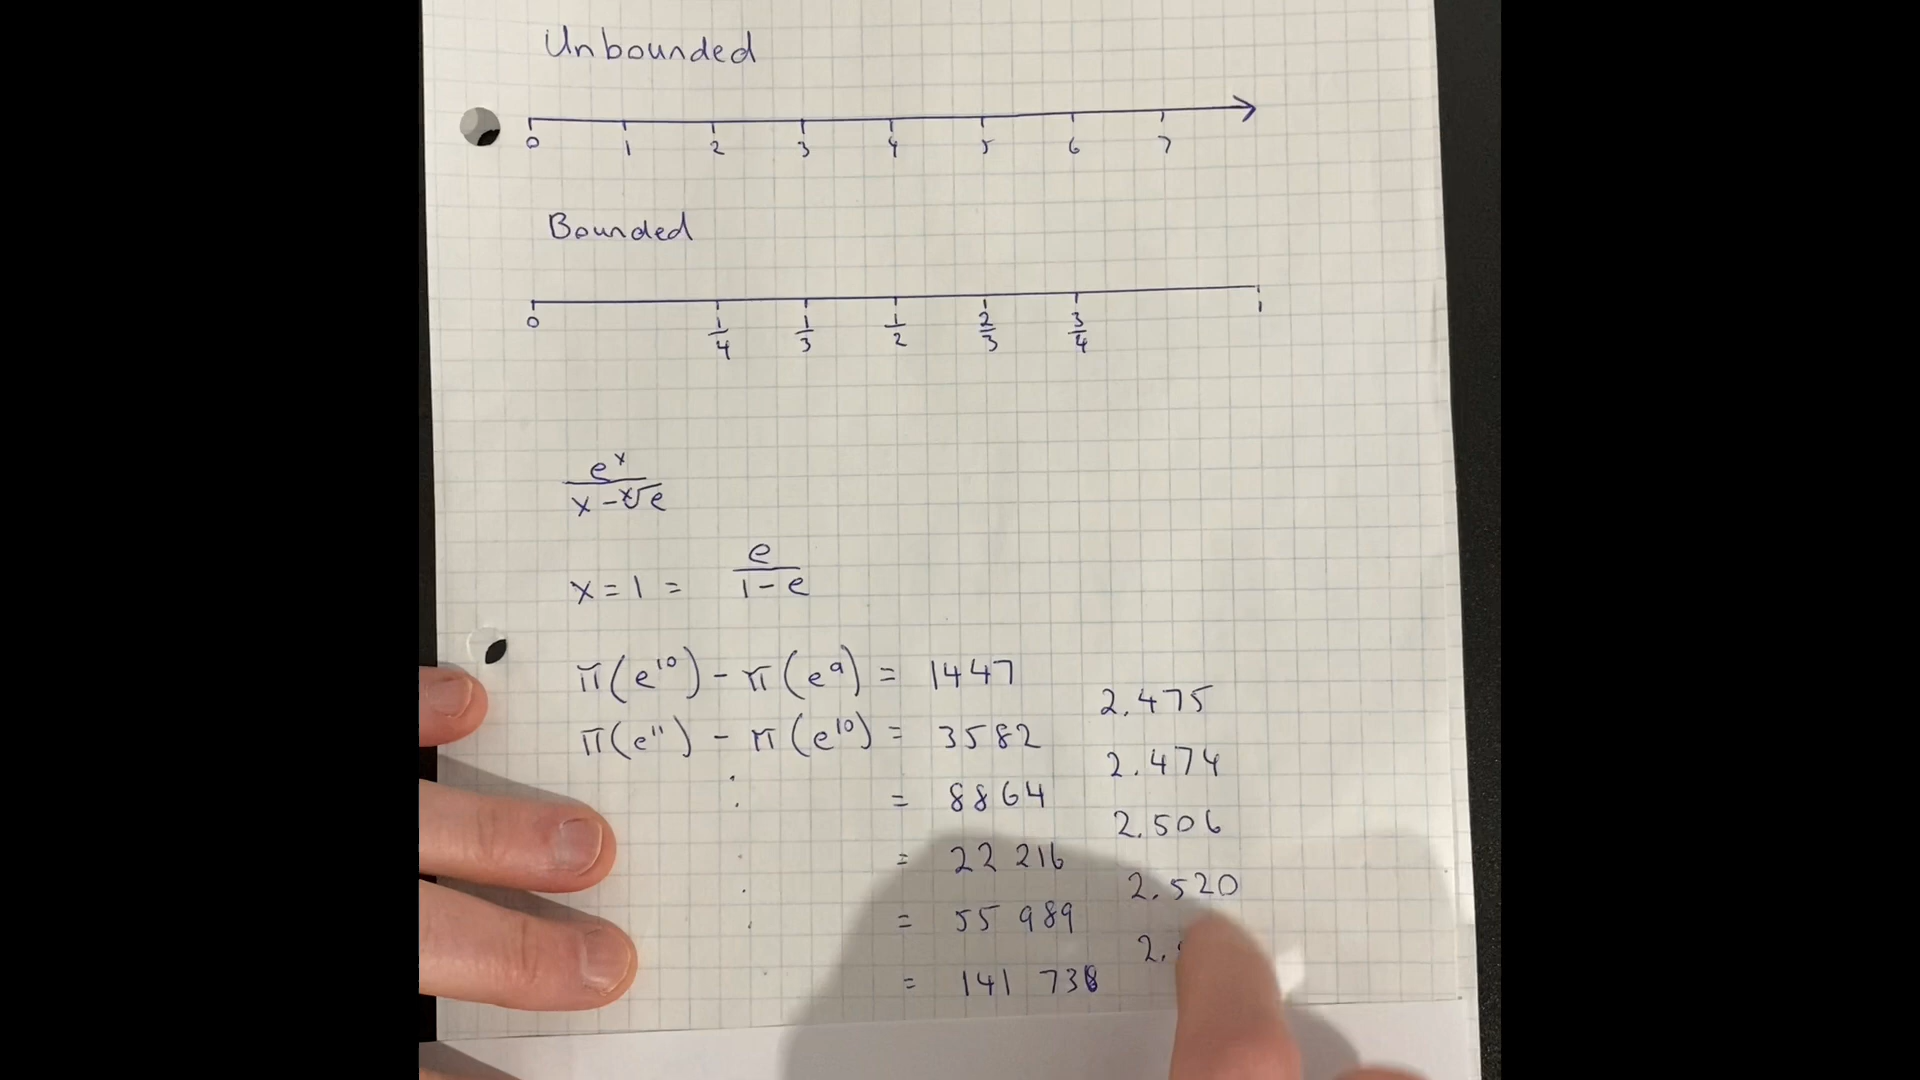 Unbounded
0 1 2 3 4 5 6 7
Bounded
0 1/4 1/3 1/2 2/3 3/4 1
e^x / (x - ˣ√e)
x = 1 = e / (1 - e)
π(e^10) - π(e^9) = 1447
2.475
π(e^11) - π(e^10) = 3582
2.474
⋮ = 8864
2.506
= 22 216
2.520
= 55 989
2.
= 141 738